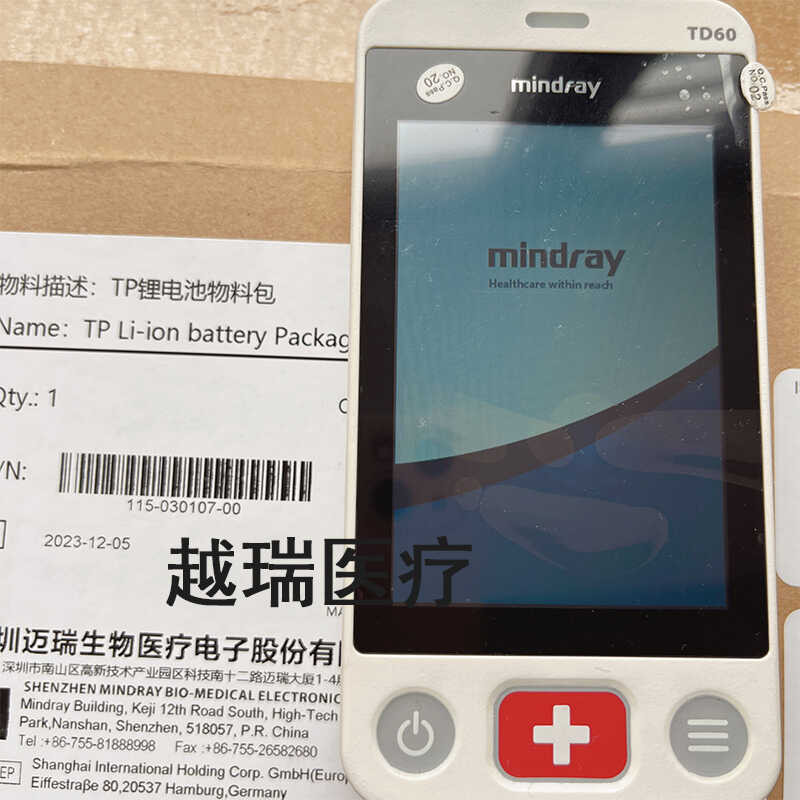 TD60
mindray
Q.C.Pass
NO.20
Q.C.Pass
NO.02
mindray
Healthcare within reach
物料描述：TP锂电池物料包
Name：TP Li-ion battery Packag
Qty.: 1
/N:
115-030107-00
2023-12-05
越瑞医疗
MA
圳迈瑞生物医疗电子股份有
深圳市南山区高新技术产业园区科技南十二路迈瑞大厦1-4
SHENZHEN MINDRAY BIO-MEDICAL ELECTRONIC
Mindray Building, Keji 12th Road South, High-Tech
Park,Nanshan, Shenzhen, 518057, P.R. China
Tel :+86-755-81888998 Fax :+86-755-26582680
EP
Shanghai International Holding Corp. GmbH(Euro
Eiffestraße 80,20537 Hamburg,Germany